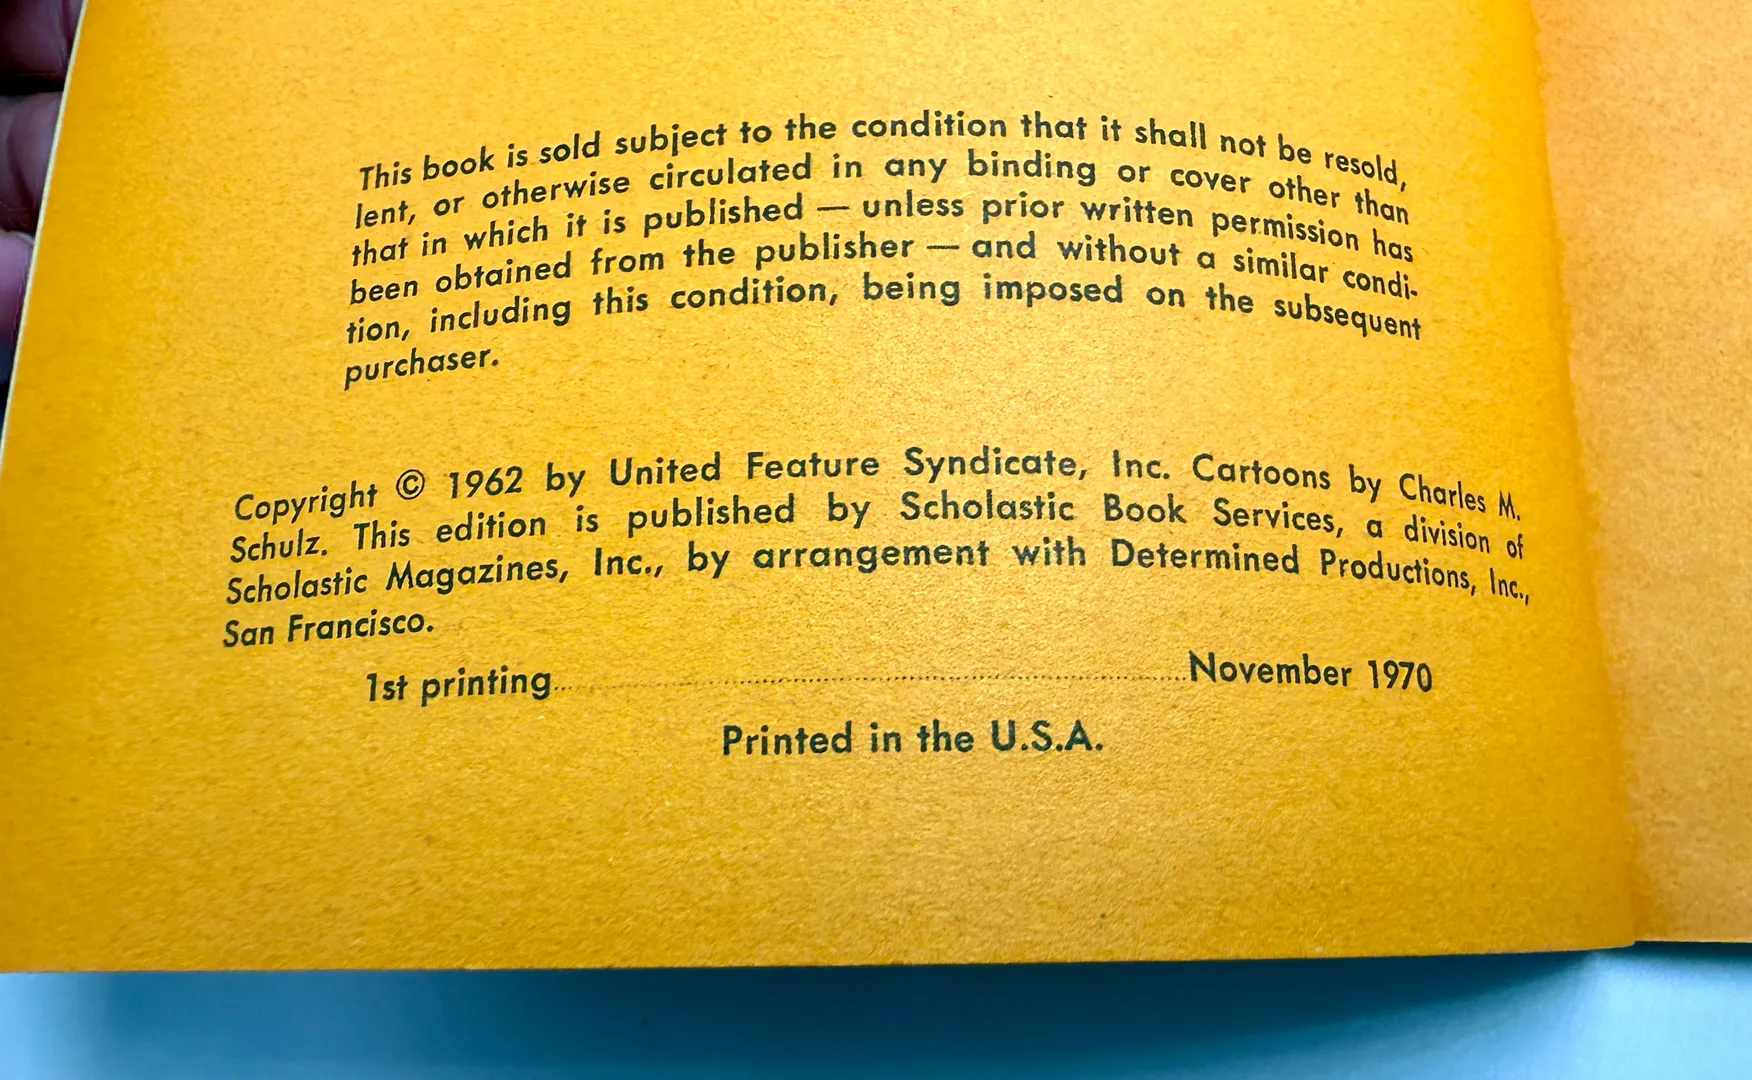 This book is sold subject to the condition that it shall not be resold,
lent, or otherwise circulated in any binding or cover other than
that in which it is published — unless prior written permission has
been obtained from the publisher — and without a similar condi-
tion, including this condition, being imposed on the subsequent
purchaser.
Copyright © 1962 by United Feature Syndicate, Inc. Cartoons by Charles M.
Schulz. This edition is published by Scholastic Book Services, a division of
Scholastic Magazines, Inc., by arrangement with Determined Productions, Inc.,
San Francisco.
1st printing..............................November 1970
Printed in the U.S.A.